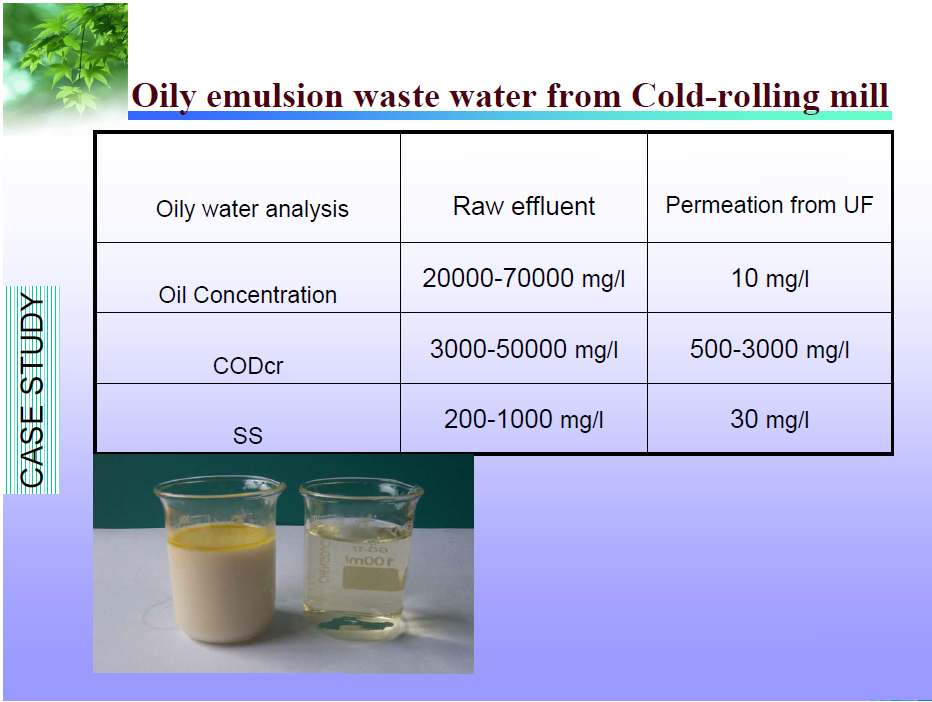 Oily emulsion waste water from Cold-rolling mill
Oily water analysis Raw effluent Permeation from UF
Oil Concentration 20000-70000 mg/l 10 mg/l
CODcr 3000-50000 mg/l 500-3000 mg/l
SS 200-1000 mg/l 30 mg/l
CASE STUDY
GG-17
100ml